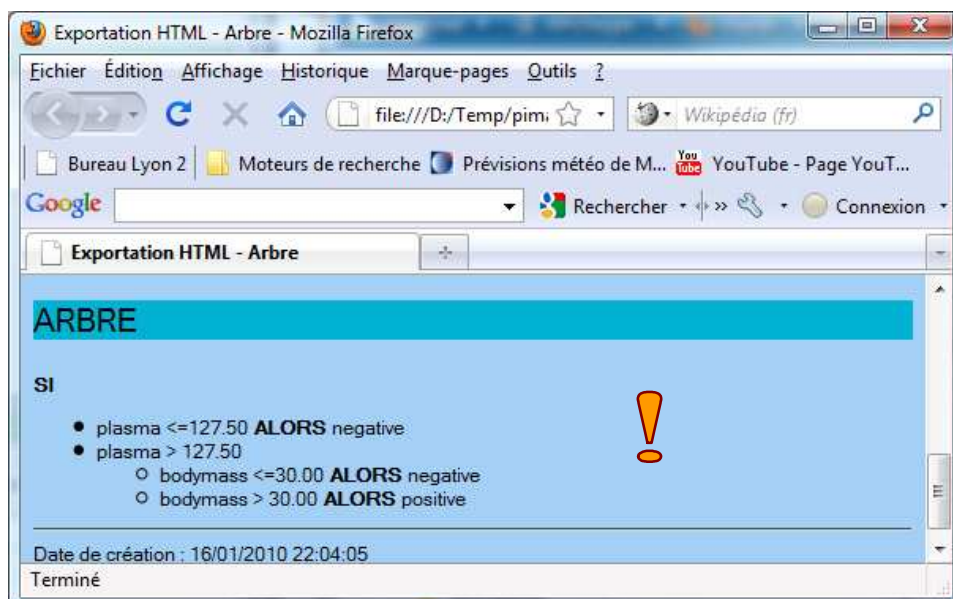 Exportation HTML - Arbre - Mozilla Firefox
Fichier Édition Affichage Historique Marque-pages Outils ?
file:///D:/Temp/pima Wikipédia (fr)
Bureau Lyon 2 Moteurs de recherche Prévisions météo de M... You Tube YouTube - Page YouT...
Google Rechercher » Connexion
Exportation HTML - Arbre
ARBRE
SI
plasma <=127.50 ALORS negative
plasma > 127.50
bodymass <=30.00 ALORS negative
bodymass > 30.00 ALORS positive
!
Date de création : 16/01/2010 22:04:05
Terminé